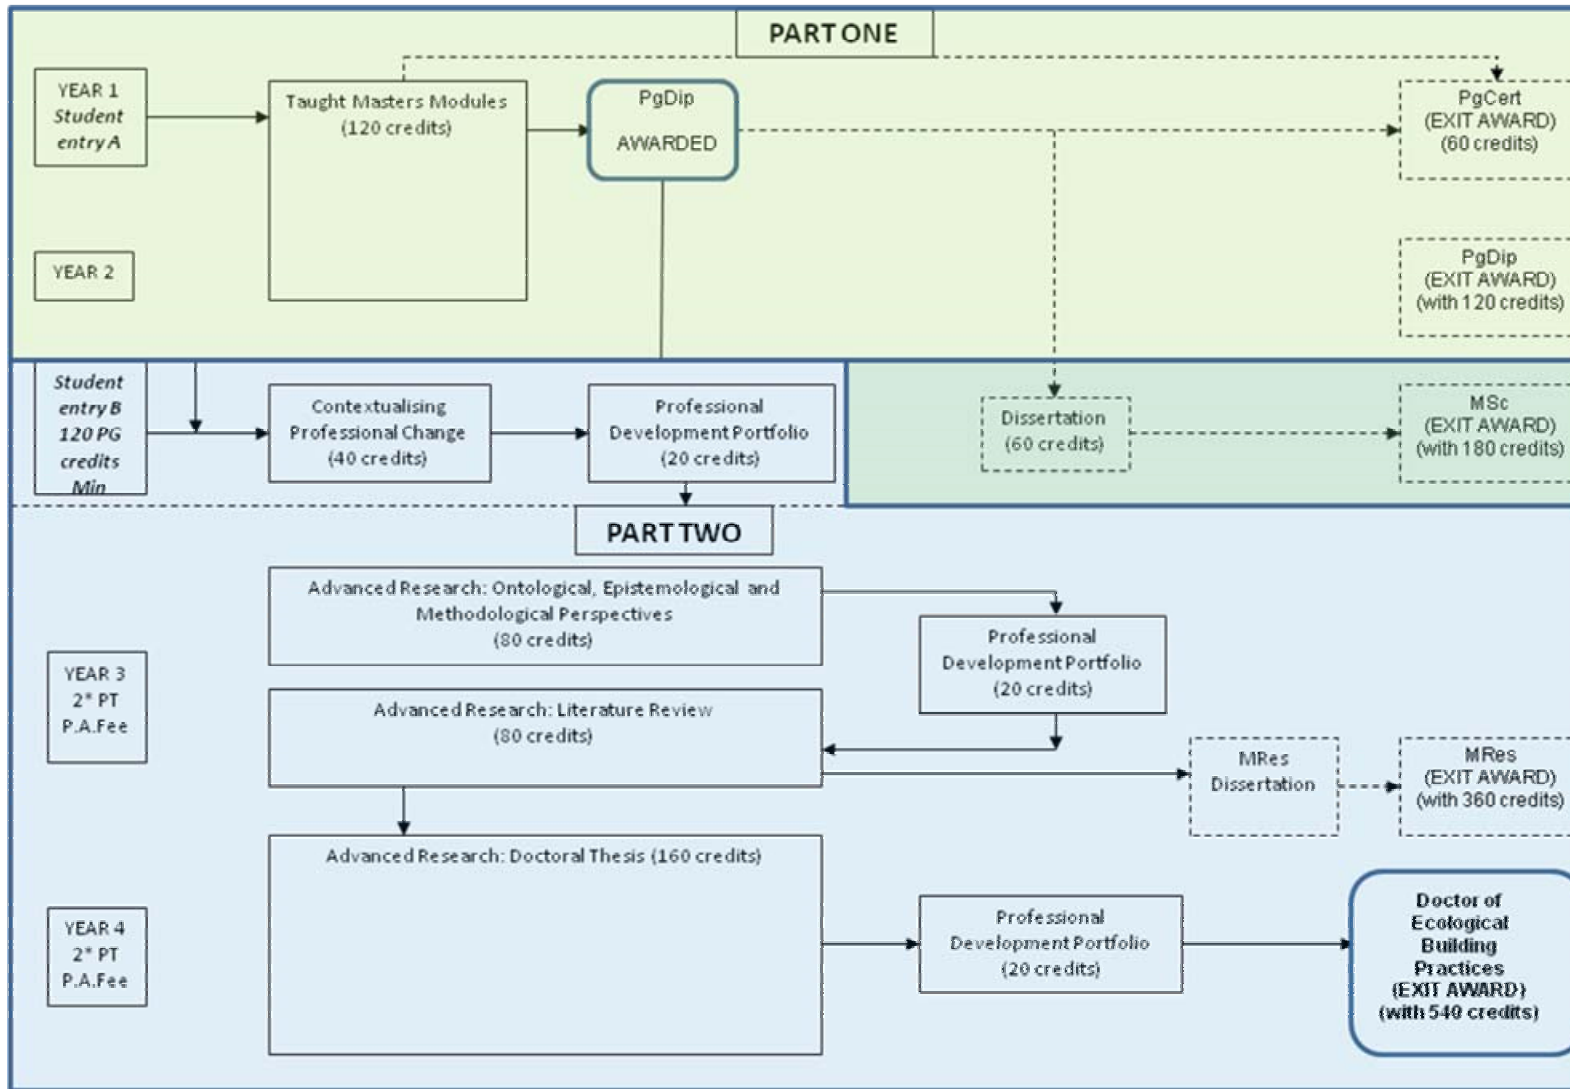 PART ONE
YEAR 1
Student
entry A
Taught Masters Modules
(120 credits)
PgDip
AWARDED
PgCert
(EXIT AWARD)
(60 credits)
YEAR 2
PgDip
(EXIT AWARD)
(with 120 credits)
Student
entry B
120 PG
credits
Min
Contextualising
Professional Change
(40 credits)
Professional
Development Portfolio
(20 credits)
Dissertation
(60 credits)
MSc
(EXIT AWARD)
(with 180 credits)
PART TWO
Advanced Research: Ontological, Epistemological and
Methodological Perspectives
(80 credits)
Professional
Development Portfolio
(20 credits)
YEAR 3
2* PT
P.A.Fee
Advanced Research: Literature Review
(80 credits)
MRes
Dissertation
MRes
(EXIT AWARD)
(with 360 credits)
Advanced Research: Doctoral Thesis (160 credits)
YEAR 4
2* PT
P.A.Fee
Professional
Development Portfolio
(20 credits)
Doctor of
Ecological
Building
Practices
(EXIT AWARD)
(with 540 credits)